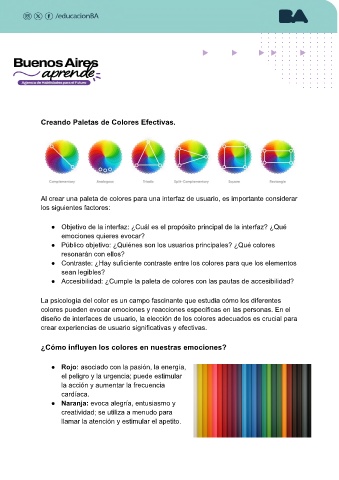 /educacionBA
BA
Buenos Aires
aprende
Agencia de Habilidades para el Futuro
Creando Paletas de Colores Efectivas.
Complementary Analogous Triadic Split-Complementary Square Rectangle
Al crear una paleta de colores para una interfaz de usuario, es importante considerar
los siguientes factores:
● Objetivo de la interfaz: ¿Cuál es el propósito principal de la interfaz? ¿Qué
emociones quieres evocar?
● Público objetivo: ¿Quiénes son los usuarios principales? ¿Qué colores
resonarán con ellos?
● Contraste: ¿Hay suficiente contraste entre los colores para que los elementos
sean legibles?
● Accesibilidad: ¿Cumple la paleta de colores con las pautas de accesibilidad?
La psicología del color es un campo fascinante que estudia cómo los diferentes
colores pueden evocar emociones y reacciones específicas en las personas. En el
diseño de interfaces de usuario, la elección de los colores adecuados es crucial para
crear experiencias de usuario significativas y efectivas.
¿Cómo influyen los colores en nuestras emociones?
● Rojo: asociado con la pasión, la energía,
el peligro y la urgencia; puede estimular
la acción y aumentar la frecuencia
cardíaca.
● Naranja: evoca alegría, entusiasmo y
creatividad; se utiliza a menudo para
llamar la atención y estimular el apetito.